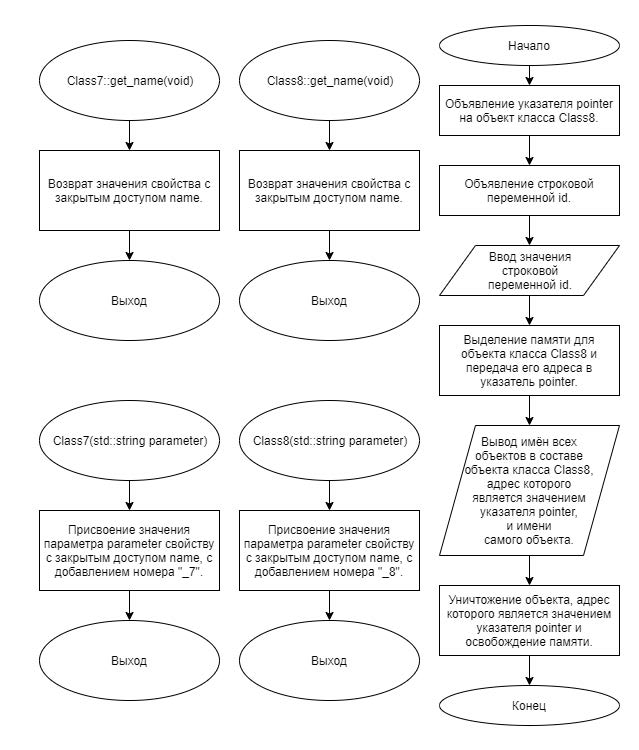 Class7::get_name(void)
Возврат значения свойства с
закрытым доступом name.
Выход
Class8::get_name(void)
Возврат значения свойства с
закрытым доступом name.
Выход
Class7(std::string parameter)
Присвоение значения
параметра parameter свойству
с закрытым доступом name, с
добавлением номера "_7".
Выход
Class8(std::string parameter)
Присвоение значения
параметра parameter свойству
с закрытым доступом name, с
добавлением номера "_8".
Выход
Начало
Объявление указателя pointer
на объект класса Class8.
Объявление строковой
переменной id.
Ввод значения
строковой
переменной id.
Выделение памяти для
объекта класса Class8 и
передача его адреса в
указатель pointer.
Вывод имён всех
объектов в составе
объекта класса Class8,
адрес которого
является значением
указателя pointer,
и имени
самого объекта.
Уничтожение объекта, адрес
которого является значением
указателя pointer и
освобождение памяти.
Конец